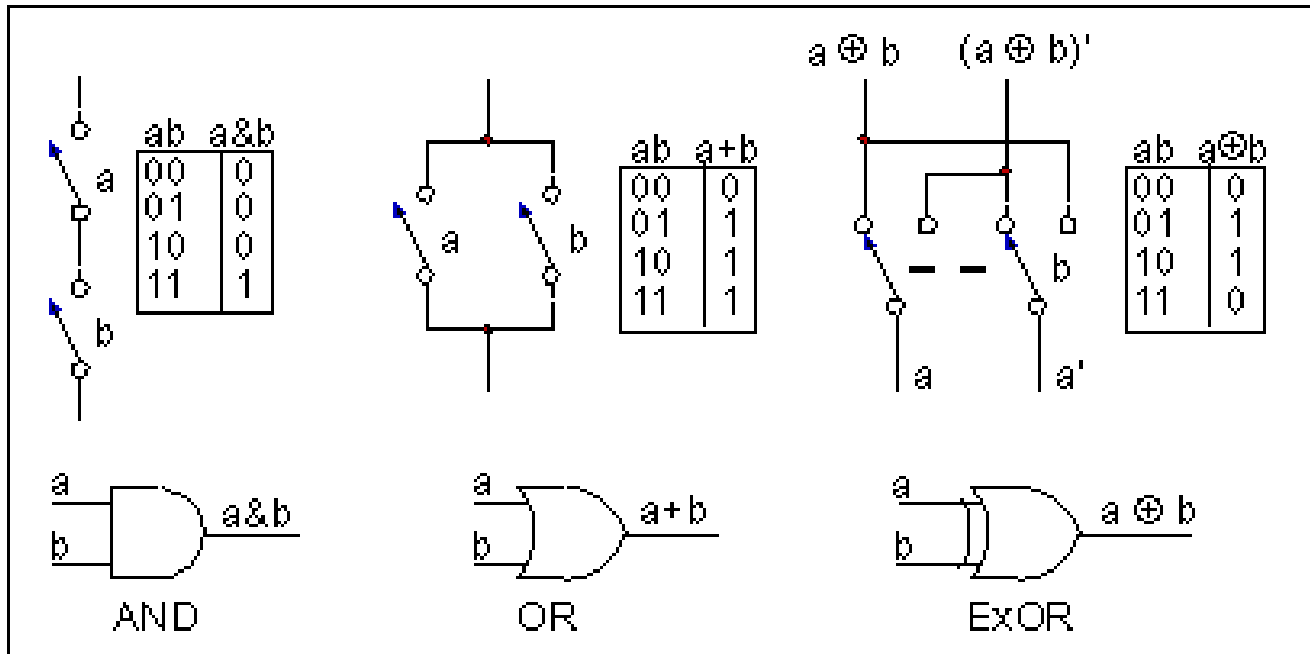 a ⊕ b (a ⊕ b)'
ab a&b
00 0
01 0
10 0
11 1
a
b
ab a+b
00 0
01 1
10 1
11 1
a
b
ab a⊕b
00 0
01 1
10 1
11 0
b
a
a'
a
b
a&b
AND
a
b
a+b
OR
a
b
a ⊕ b
ExOR